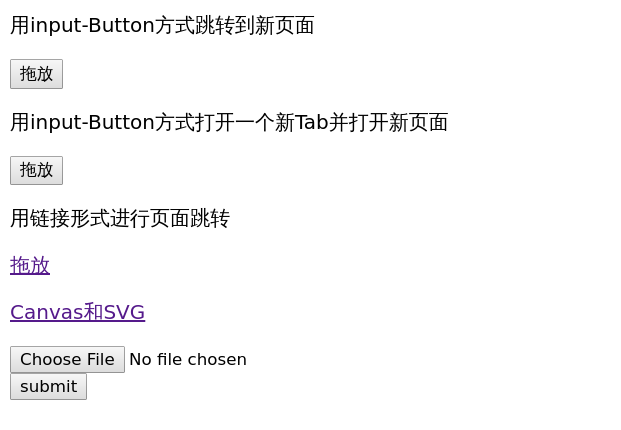 用input-Button方式跳转到新页面
拖放
用input-Button方式打开一个新Tab并打开新页面
拖放
用链接形式进行页面跳转
拖放
Canvas和SVG
Choose File No file chosen
submit